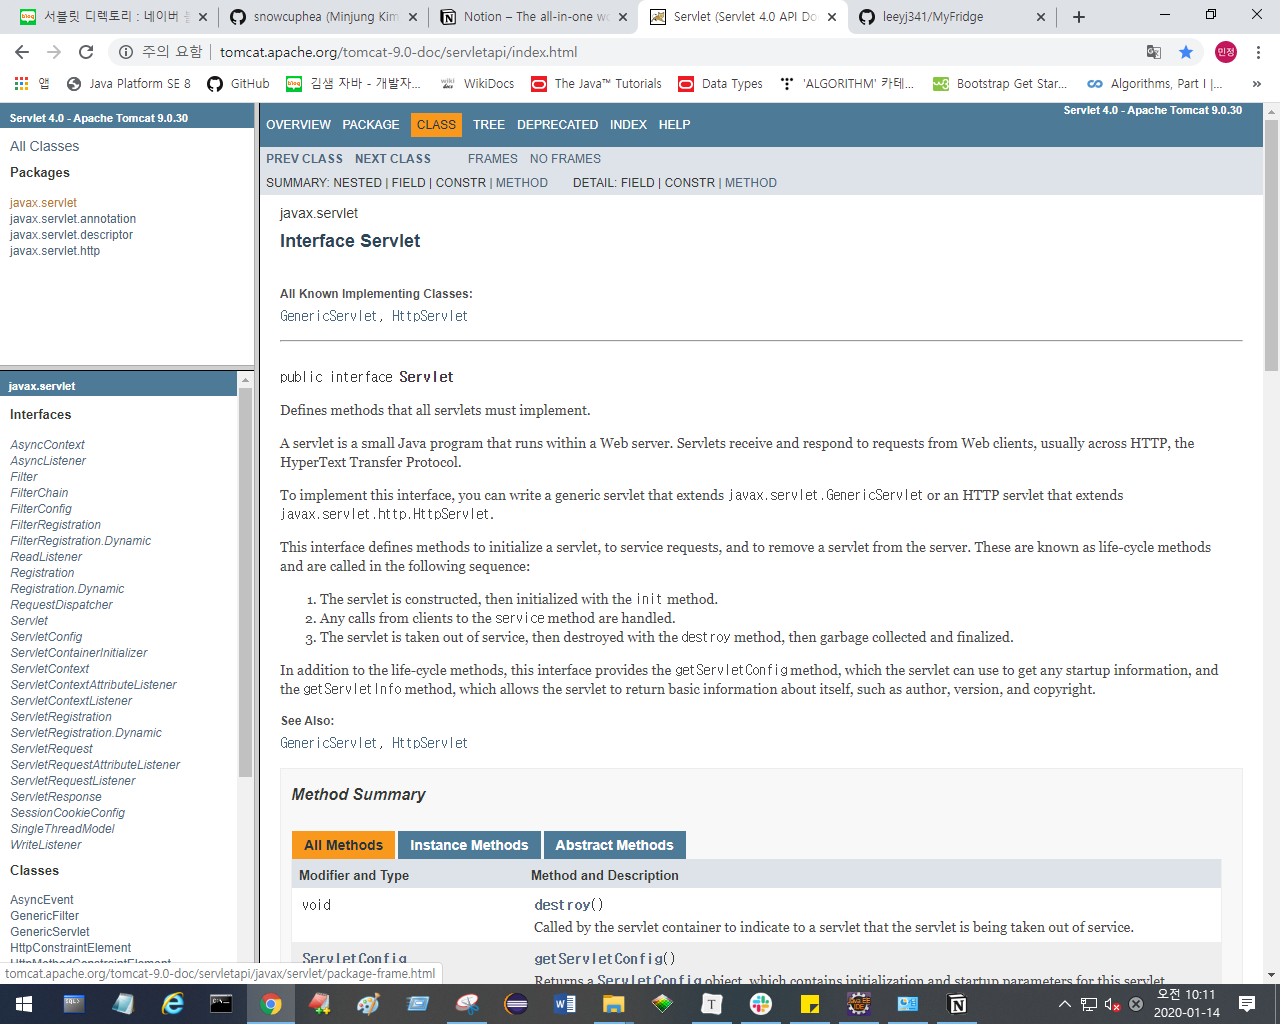 서블릿 디렉토리 : 네이버 블
snowcuphea (Minjung Kim
Notion – The all-in-one wo
Servlet (Servlet 4.0 API Do
leeyj341/MyFridge
주의 요함
tomcat.apache.org/tomcat-9.0-doc/servletapi/index.html
민정
앱
Java Platform SE 8
GitHub
김샘 자바 - 개발자...
WikiDocs
The Java™ Tutorials
Data Types
'ALGORITHM' 카테...
Bootstrap Get Star...
Algorithms, Part I |...
»
Servlet 4.0 - Apache Tomcat 9.0.30
All Classes
Packages
javax.servlet
javax.servlet.annotation
javax.servlet.descriptor
javax.servlet.http
javax.servlet
Interfaces
AsyncContext
AsyncListener
Filter
FilterChain
FilterConfig
FilterRegistration
FilterRegistration.Dynamic
ReadListener
Registration
Registration.Dynamic
RequestDispatcher
Servlet
ServletConfig
ServletContainerInitializer
ServletContext
ServletContextAttributeListener
ServletContextListener
ServletRegistration
ServletRegistration.Dynamic
ServletRequest
ServletRequestAttributeListener
ServletRequestListener
ServletResponse
SessionCookieConfig
SingleThreadModel
WriteListener
Classes
AsyncEvent
GenericFilter
GenericServlet
HttpConstraintElement
HttpMethodConstraintElement
tomcat.apache.org/tomcat-9.0-doc/servletapi/javax/servlet/package-frame.html
OVERVIEW PACKAGE CLASS TREE DEPRECATED INDEX HELP
Servlet 4.0 - Apache Tomcat 9.0.30
PREV CLASS NEXT CLASS FRAMES NO FRAMES
SUMMARY: NESTED | FIELD | CONSTR | METHOD DETAIL: FIELD | CONSTR | METHOD
javax.servlet
Interface Servlet
All Known Implementing Classes:
GenericServlet, HttpServlet
public interface Servlet
Defines methods that all servlets must implement.
A servlet is a small Java program that runs within a Web server. Servlets receive and respond to requests from Web clients, usually across HTTP, the
HyperText Transfer Protocol.
To implement this interface, you can write a generic servlet that extends javax.servlet.GenericServlet or an HTTP servlet that extends
javax.servlet.http.HttpServlet.
This interface defines methods to initialize a servlet, to service requests, and to remove a servlet from the server. These are known as life-cycle methods
and are called in the following sequence:
1. The servlet is constructed, then initialized with the init method.
2. Any calls from clients to the service method are handled.
3. The servlet is taken out of service, then destroyed with the destroy method, then garbage collected and finalized.
In addition to the life-cycle methods, this interface provides the getServletConfig method, which the servlet can use to get any startup information, and
the getServletInfo method, which allows the servlet to return basic information about itself, such as author, version, and copyright.
See Also:
GenericServlet, HttpServlet
Method Summary
All Methods Instance Methods Abstract Methods
Modifier and Type Method and Description
void destroy()
Called by the servlet container to indicate to a servlet that the servlet is being taken out of service.
ServletConfig getServletConfig()
Returns a ServletConfig object, which contains initialization and startup parameters for this servlet.
오전 10:11
2020-01-14